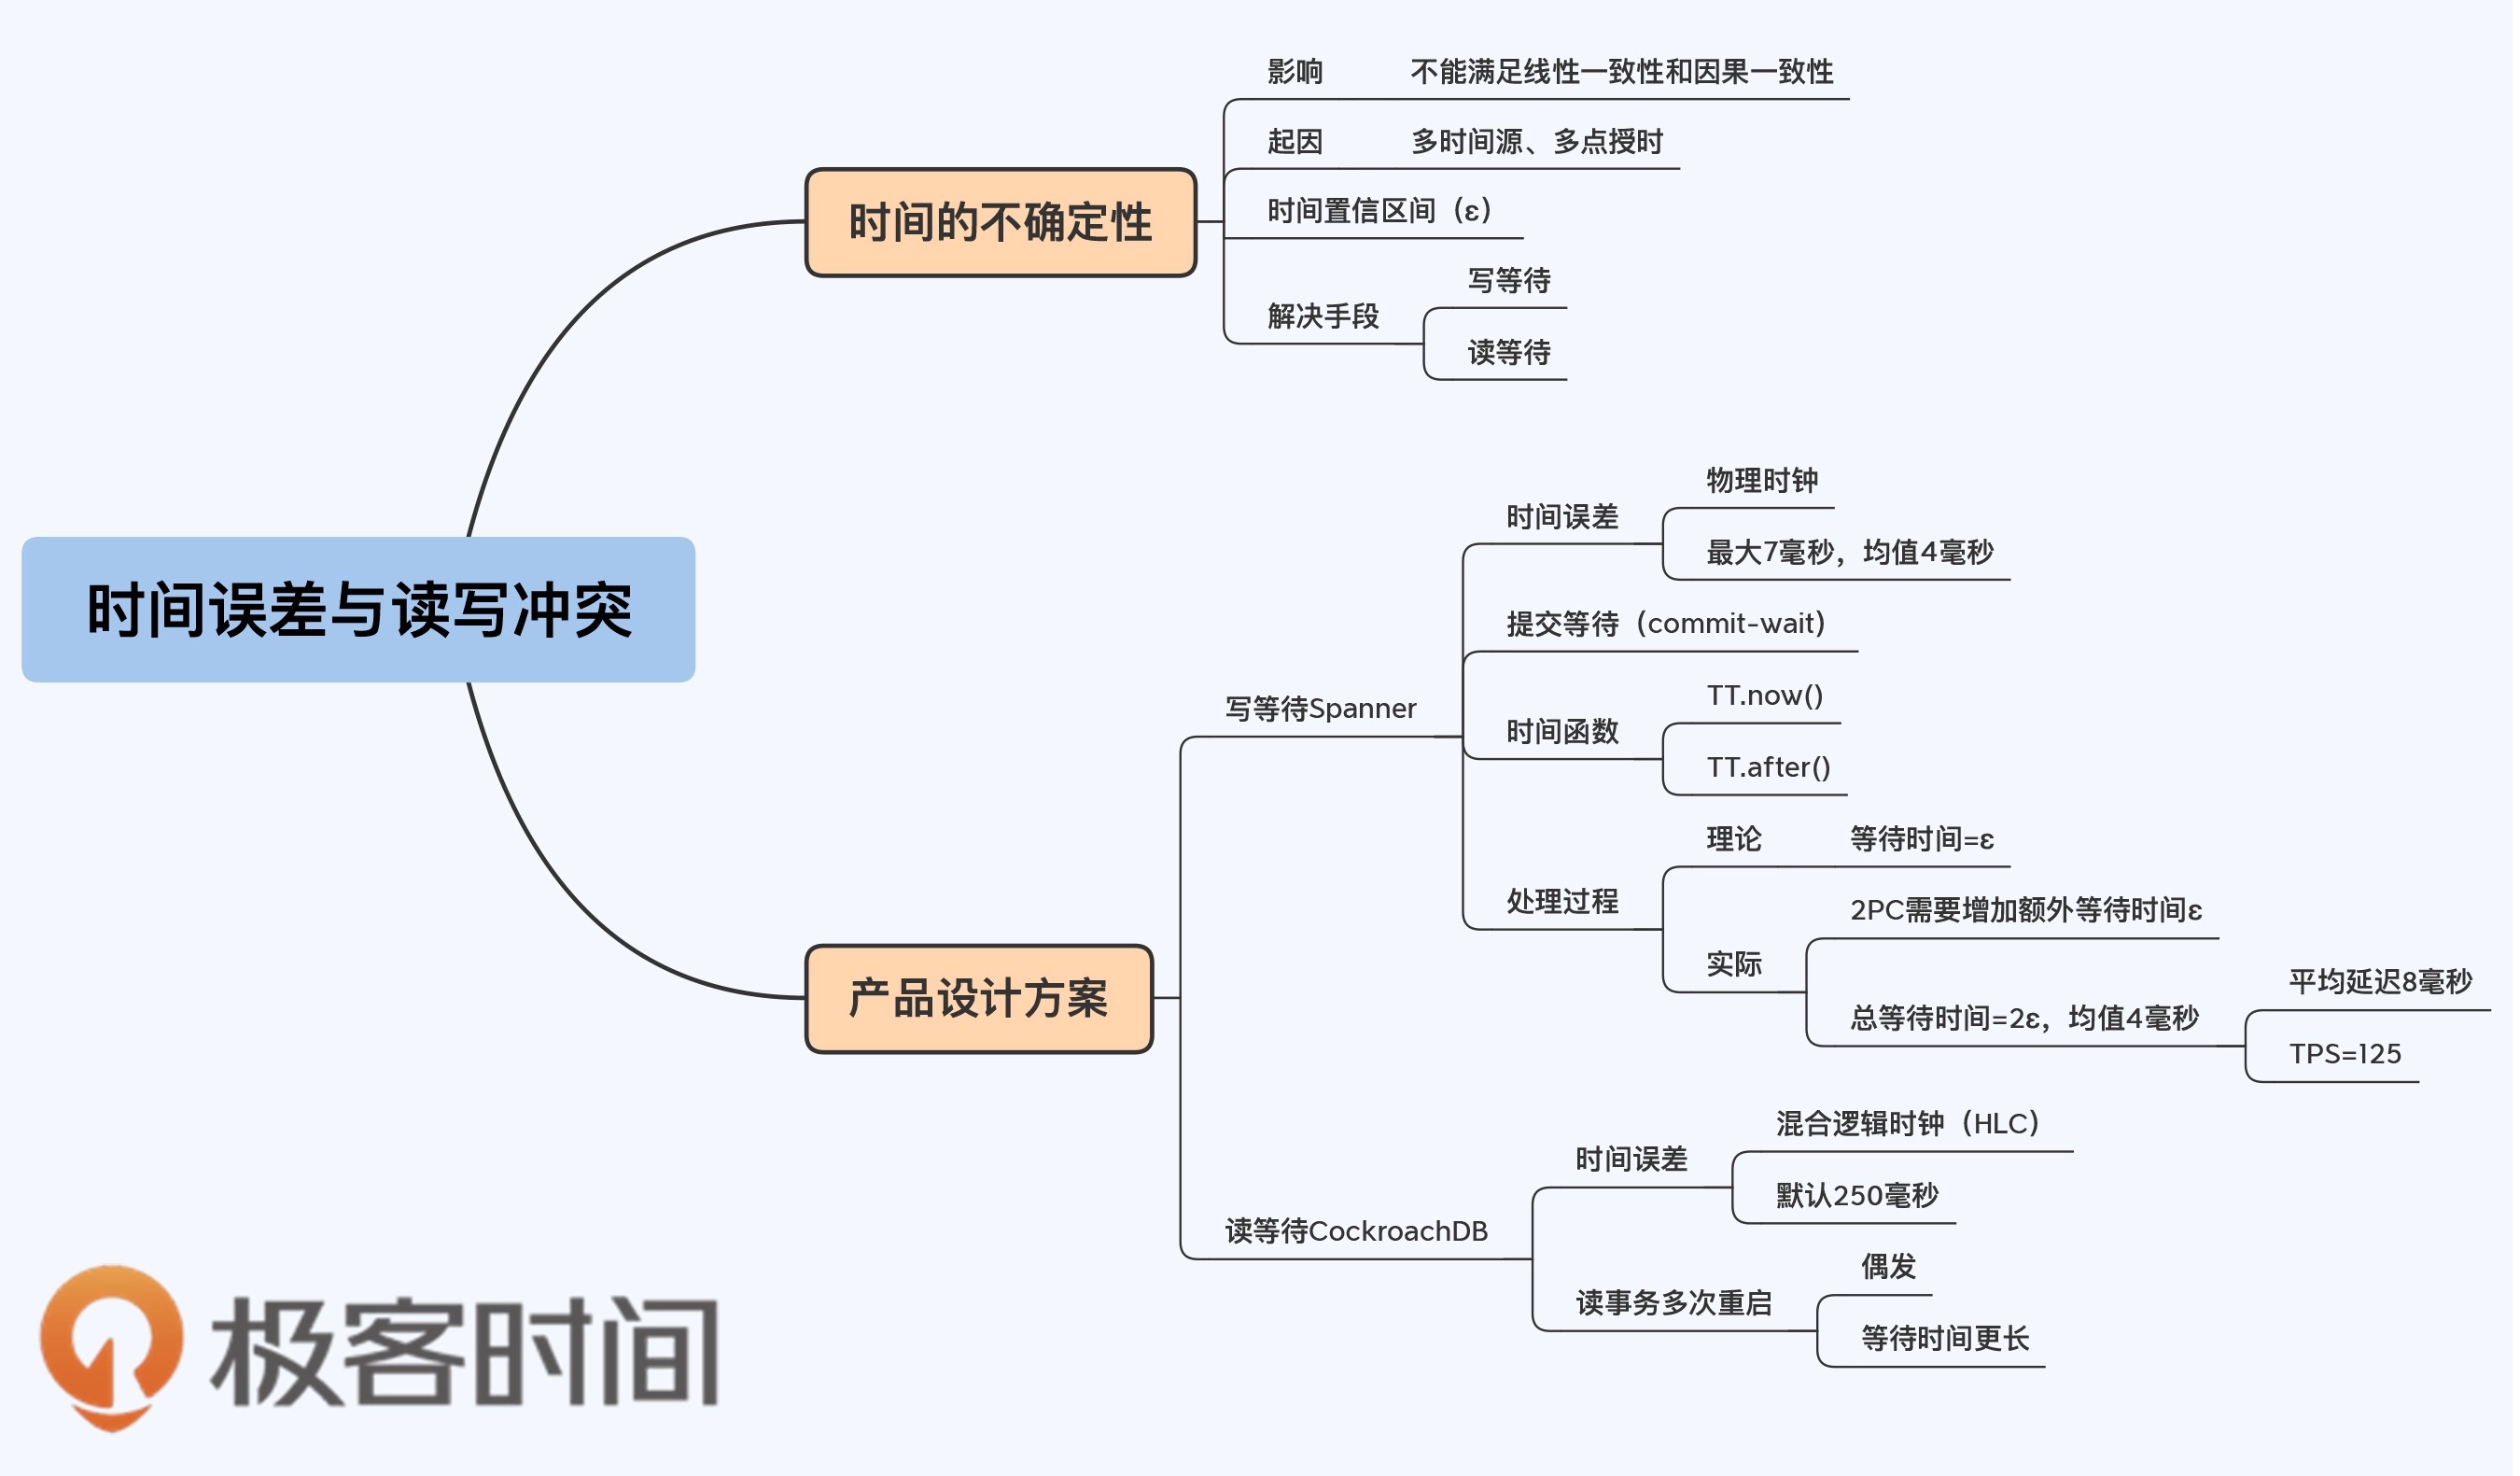 时间误差与读写冲突
时间的不确定性
影响 不能满足线性一致性和因果一致性
起因 多时间源、多点授时
时间置信区间（ε）
解决手段
写等待
读等待
产品设计方案
写等待Spanner
时间误差
物理时钟
最大7毫秒，均值4毫秒
提交等待（commit-wait）
时间函数
TT.now()
TT.after()
处理过程
理论 等待时间=ε
实际
2PC需要增加额外等待时间ε
总等待时间=2ε，均值4毫秒
平均延迟8毫秒
TPS=125
读等待CockroachDB
时间误差
混合逻辑时钟（HLC）
默认250毫秒
读事务多次重启
偶发
等待时间更长
极客时间